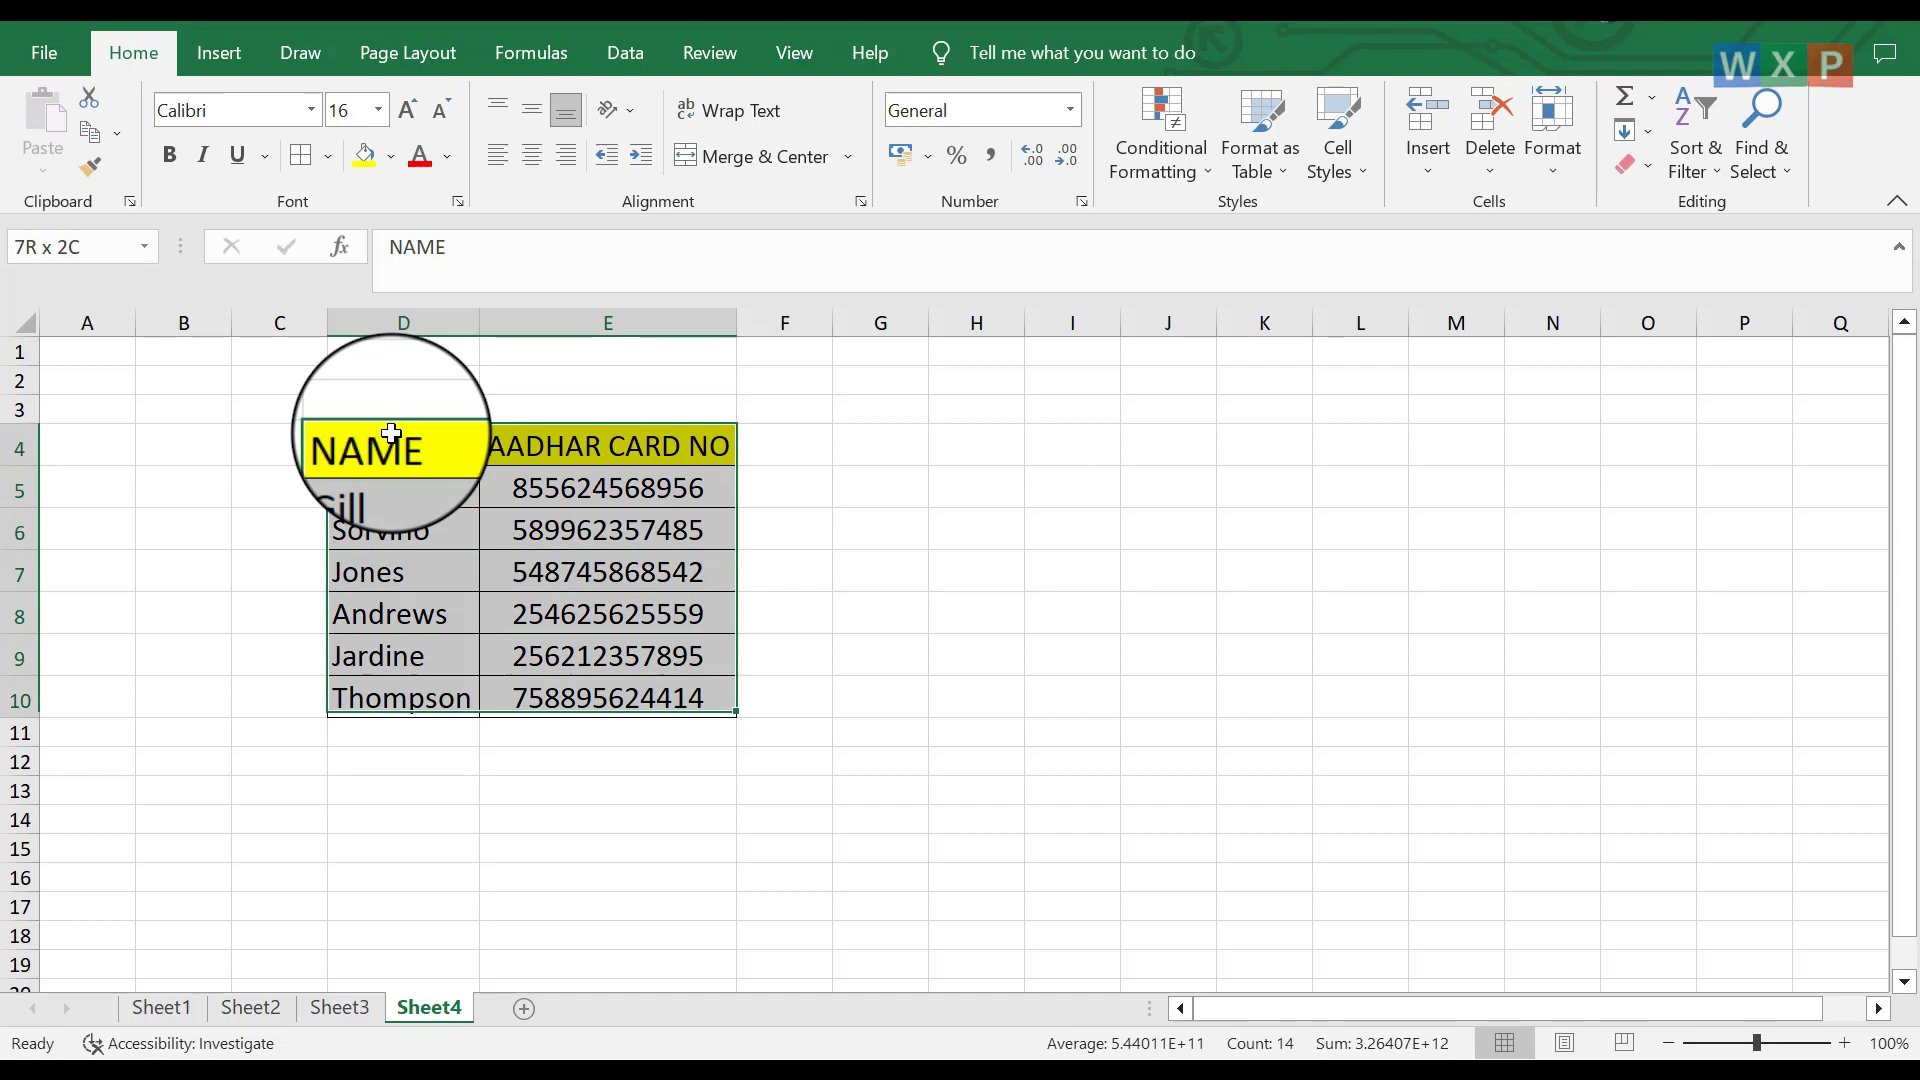 File Home Insert Draw Page Layout Formulas Data Review View Help Tell me what you want to do W X P
Paste Calibri 16 Wrap Text General Conditional Formatting Format as Table Cell Styles Insert Delete Format Sort & Filter Find & Select
B I U Merge & Center % ,
Clipboard Font Alignment Number Styles Cells Editing
7R x 2C fx NAME
A B C D E F G H I J K L M N O P Q
1
2
3
4 NAME AADHAR CARD NO
5 Gill 855624568956
6 Sorvino 589962357485
7 Jones 548745868542
8 Andrews 254625625559
9 Jardine 256212357895
10 Thompson 758895624414
11
12
13
14
15
16
17
18
19
20
Sheet1 Sheet2 Sheet3 Sheet4
Ready Accessibility: Investigate Average: 5.44011E+11 Count: 14 Sum: 3.26407E+12 100%